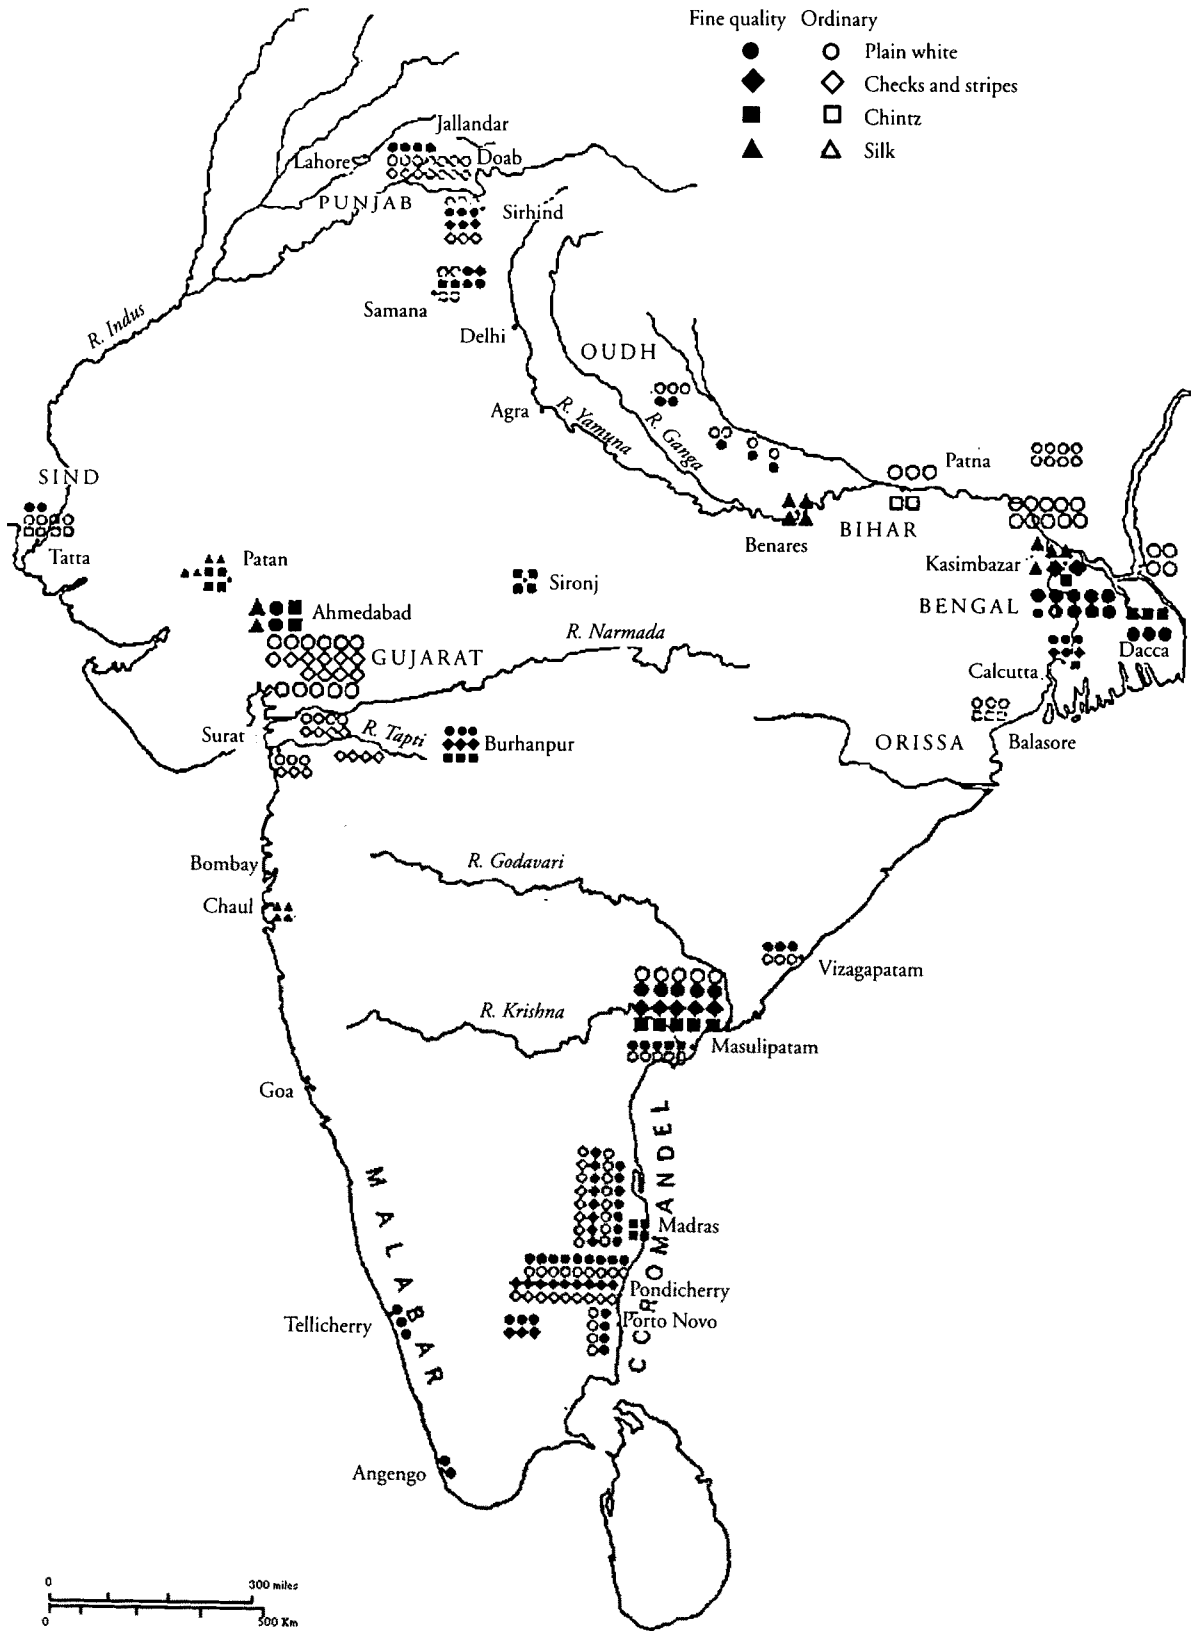 Fine quality Ordinary
Plain white
Checks and stripes
Chintz
Silk
Jallandar
Lahore
Doab
PUNJAB
Sirhind
Samana
R. Indus
Delhi
OUDH
Agra
R. Yamuna
R. Ganga
Patna
SIND
Benares
BIHAR
Tatta
Patan
Sironj
Kasimbazar
Ahmedabad
BENGAL
R. Narmada
Dacca
GUJARAT
Calcutta
Surat
R. Tapti
Burhanpur
ORISSA
Balasore
Bombay
R. Godavari
Chaul
Vizagapatam
R. Krishna
Masulipatam
Goa
MALABAR
CCROMANDEL
Madras
Pondicherry
Porto Novo
Tellicherry
Angengo
0 300 miles
0 500 Km